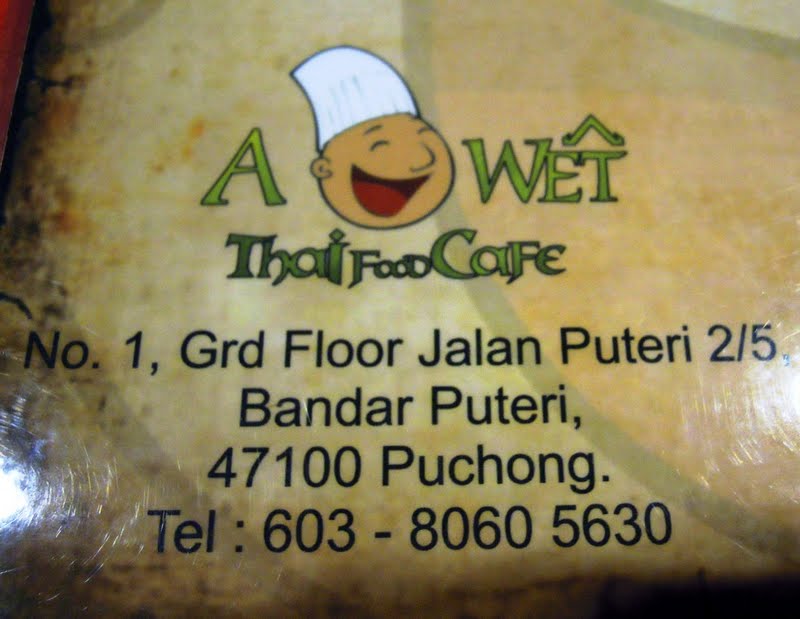 A WÊT
Thai Food Cafe
No. 1, Grd Floor Jalan Puteri 2/5,
Bandar Puteri,
47100 Puchong.
Tel : 603 - 8060 5630